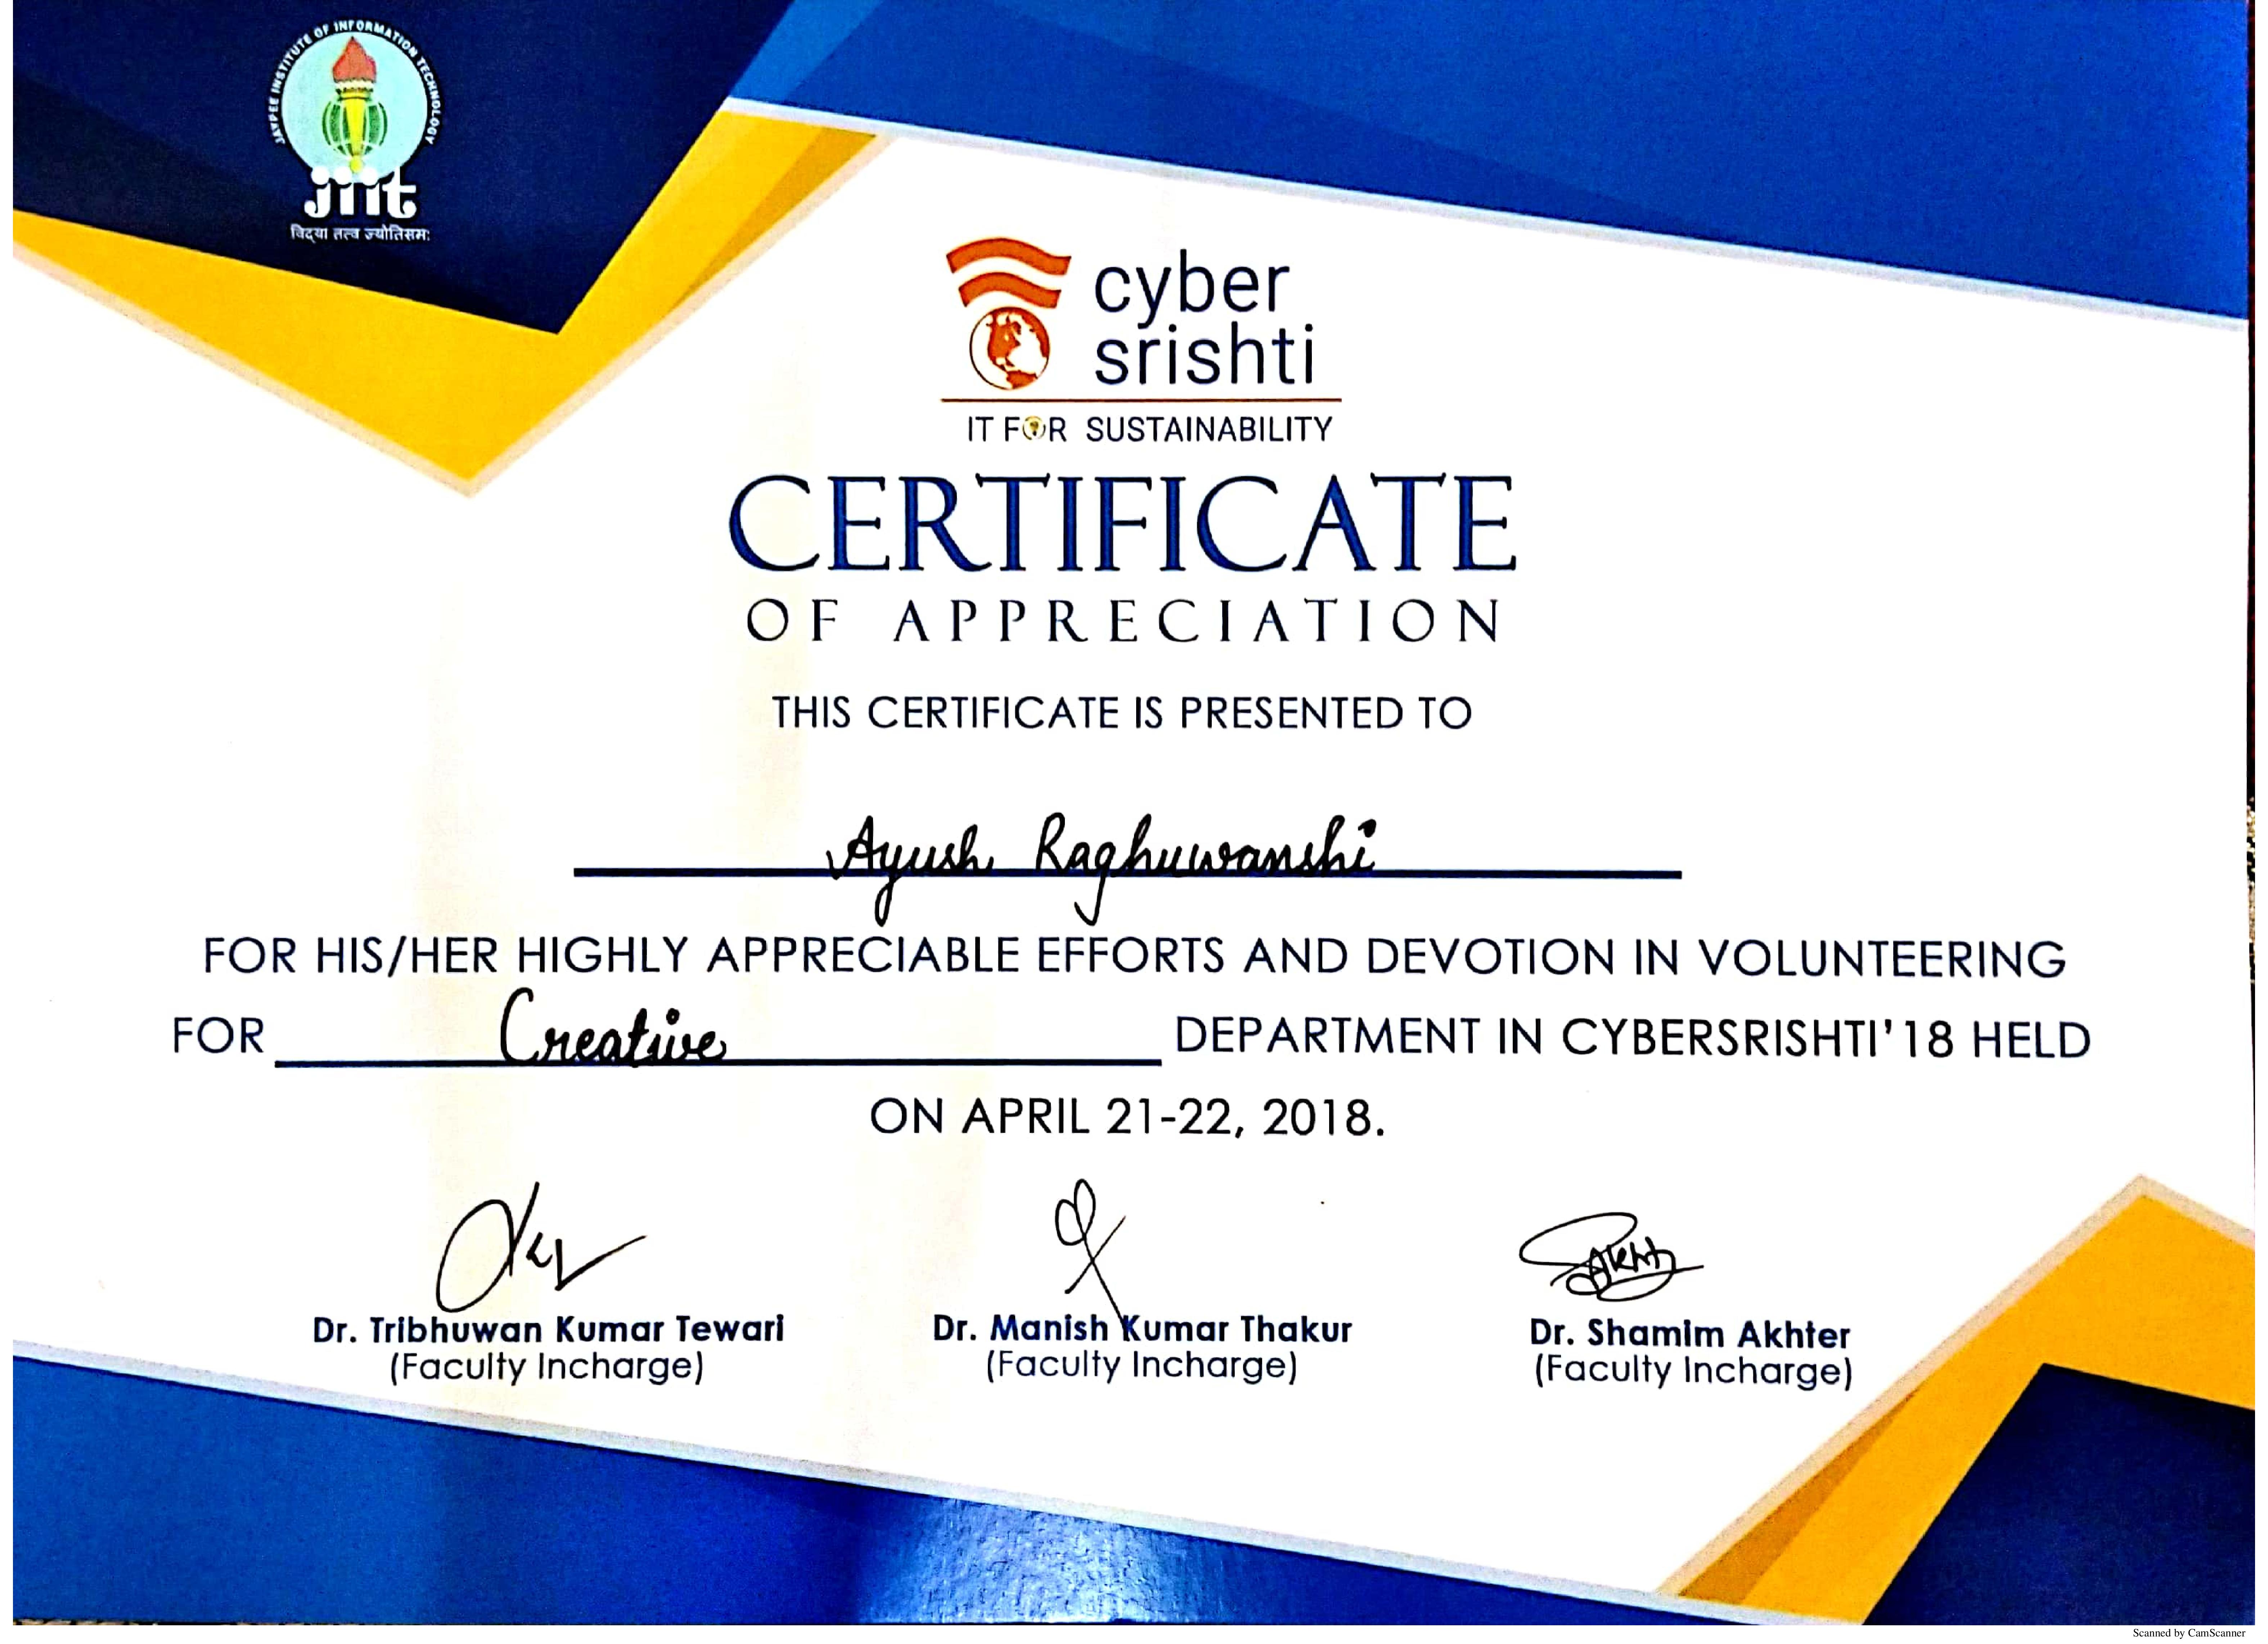 JAYPEE INSTITUTE OF INFORMATION TECHNOLOGY
jiit
विद्या तत्व ज्योतिसम:
cyber
srishti
IT FOR SUSTAINABILITY
CERTIFICATE
OF APPRECIATION
THIS CERTIFICATE IS PRESENTED TO
Ayush Raghuwanshi
FOR HIS/HER HIGHLY APPRECIABLE EFFORTS AND DEVOTION IN VOLUNTEERING
FOR Creative DEPARTMENT IN CYBERSRISHTI'18 HELD
ON APRIL 21-22, 2018.
Dr. Tribhuwan Kumar Tewari
(Faculty Incharge)
Dr. Manish Kumar Thakur
(Faculty Incharge)
Dr. Shamim Akhter
(Faculty Incharge)
Scanned by CamScanner